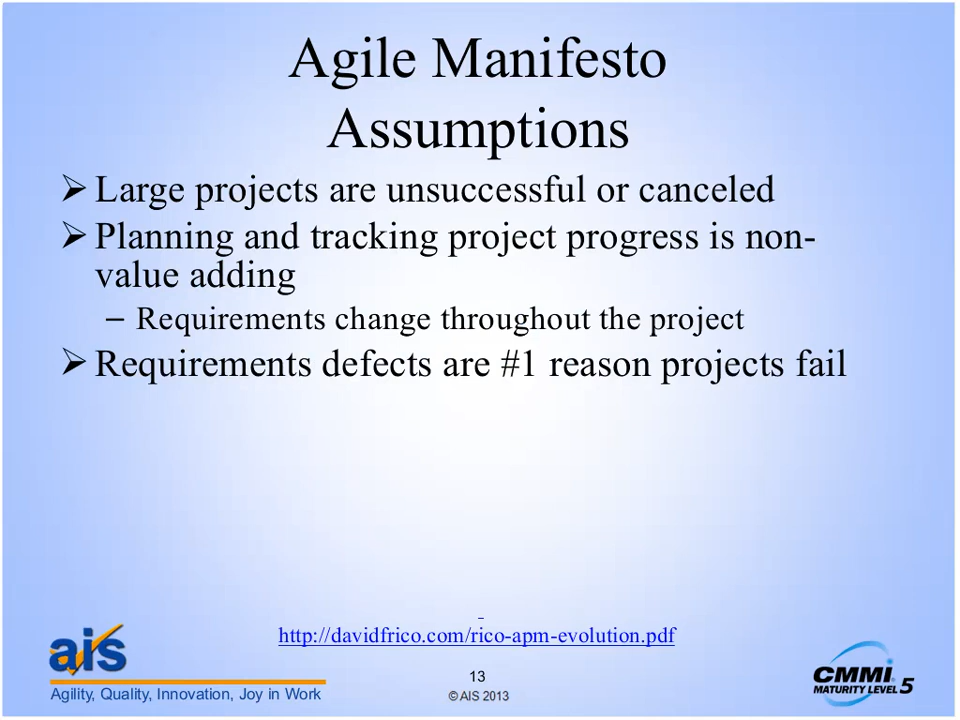 Agile Manifesto
Assumptions
➢ Large projects are unsuccessful or canceled
➢ Planning and tracking project progress is non-
value adding
– Requirements change throughout the project
➢ Requirements defects are #1 reason projects fail
http://davidfrico.com/rico-apm-evolution.pdf
ais
Agility, Quality, Innovation, Joy in Work
13
© AIS 2013
CMMI
MATURITY LEVEL 5